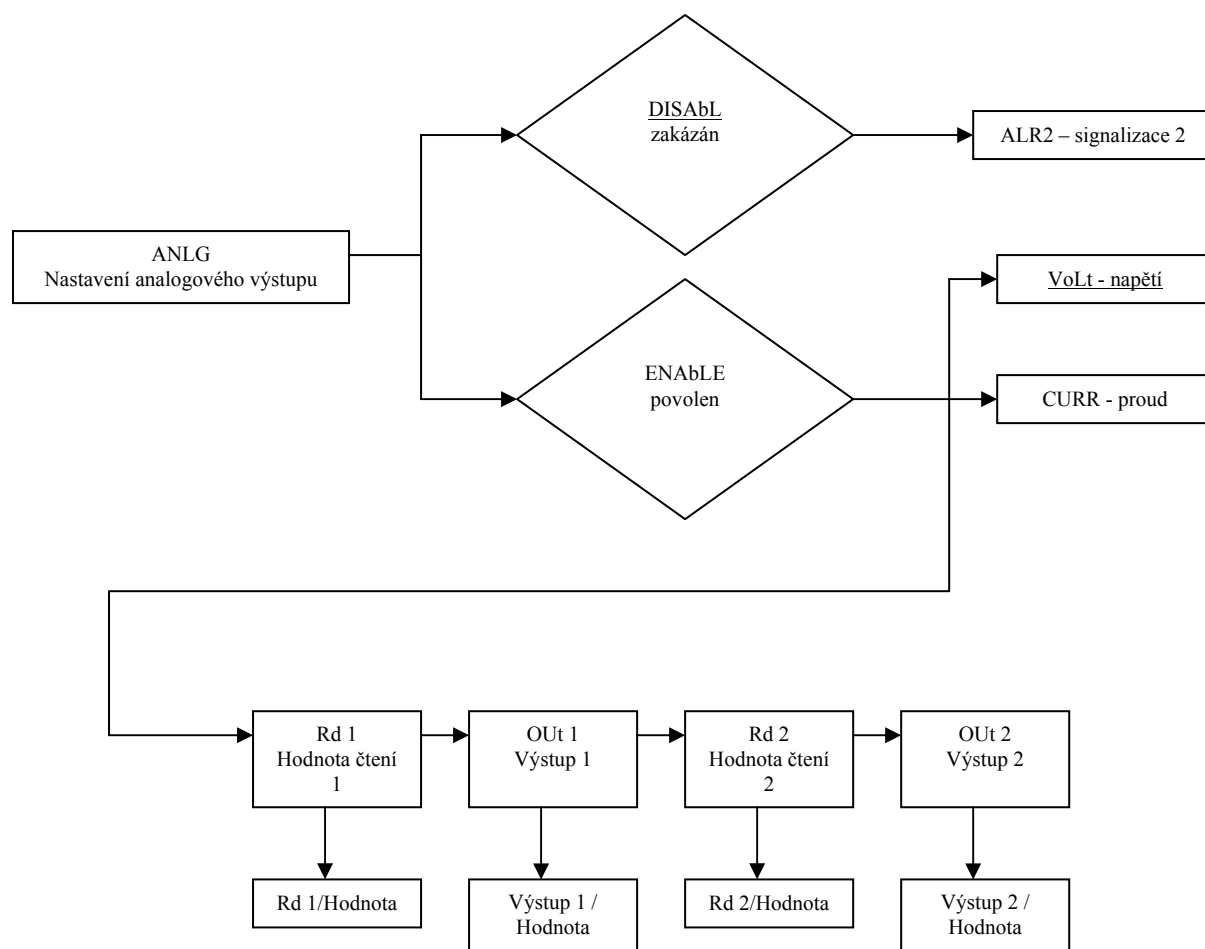 DISAbL
zakázán
ALR2 – signalizace 2
ANLG
Nastavení analogového výstupu
VoLt - napětí
ENAbLE
povolen
CURR - proud
Rd 1
Hodnota čtení
1
OUt 1
Výstup 1
Rd 2
Hodnota čtení
2
OUt 2
Výstup 2
Rd 1/Hodnota
Výstup 1 /
Hodnota
Rd 2/Hodnota
Výstup 2 /
Hodnota